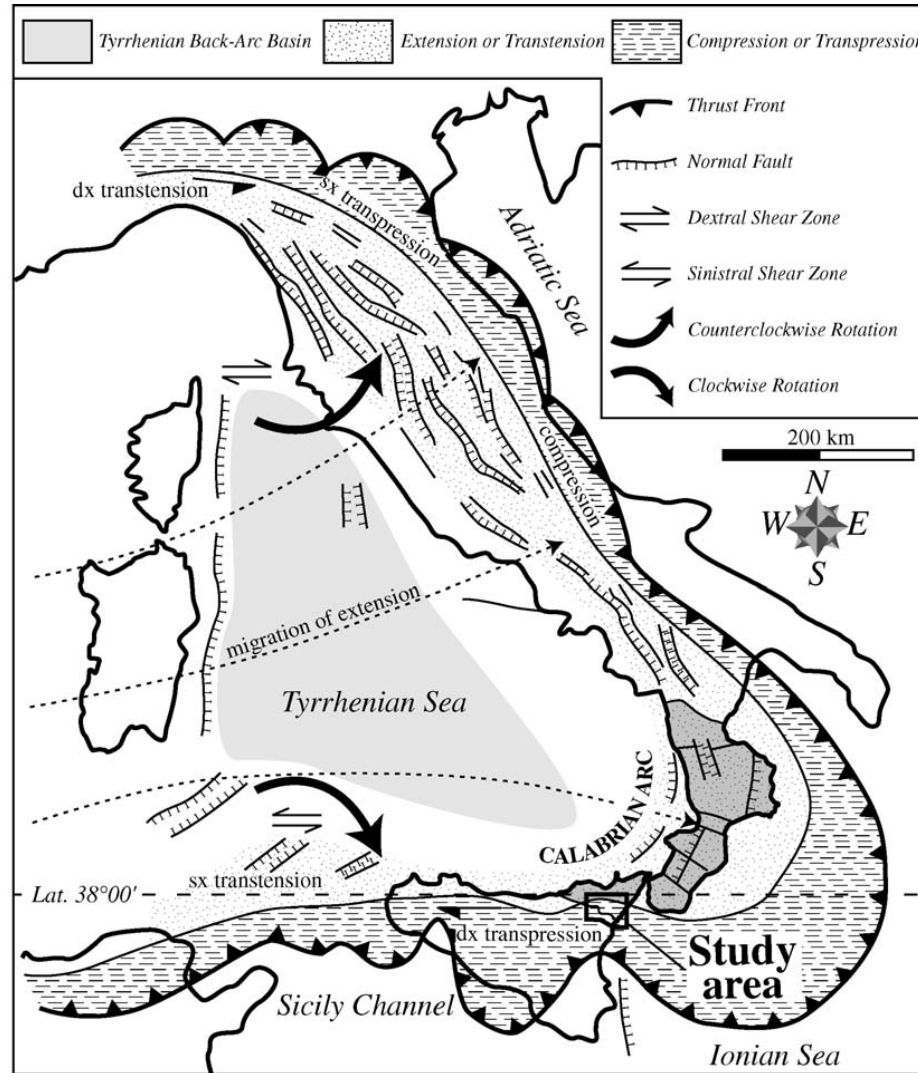 Tyrrhenian Back-Arc Basin
Extension or Transtension
Compression or Transpression
Thrust Front
Normal Fault
Dextral Shear Zone
Sinistral Shear Zone
Counterclockwise Rotation
Clockwise Rotation
200 km
N
W E
S
dx transtension
sx transpression
Adriatic Sea
compression
migration of extension
Tyrrhenian Sea
CALABRIAN ARC
sx transtension
Lat. 38°00'
dx transpression
Study
area
Sicily Channel
Ionian Sea